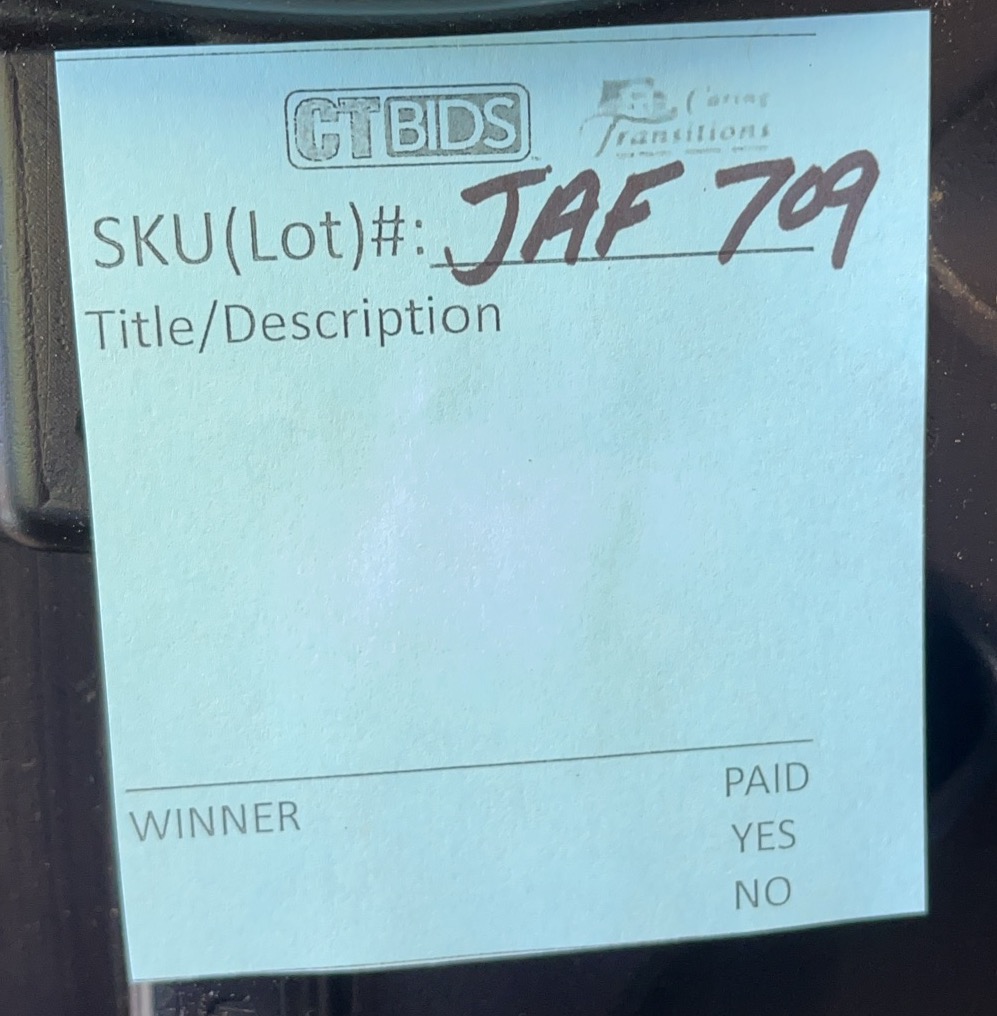 CTBIDS Caring
Transitions
SKU(Lot)#: JAF 709
Title/Description
WINNER PAID
YES
NO